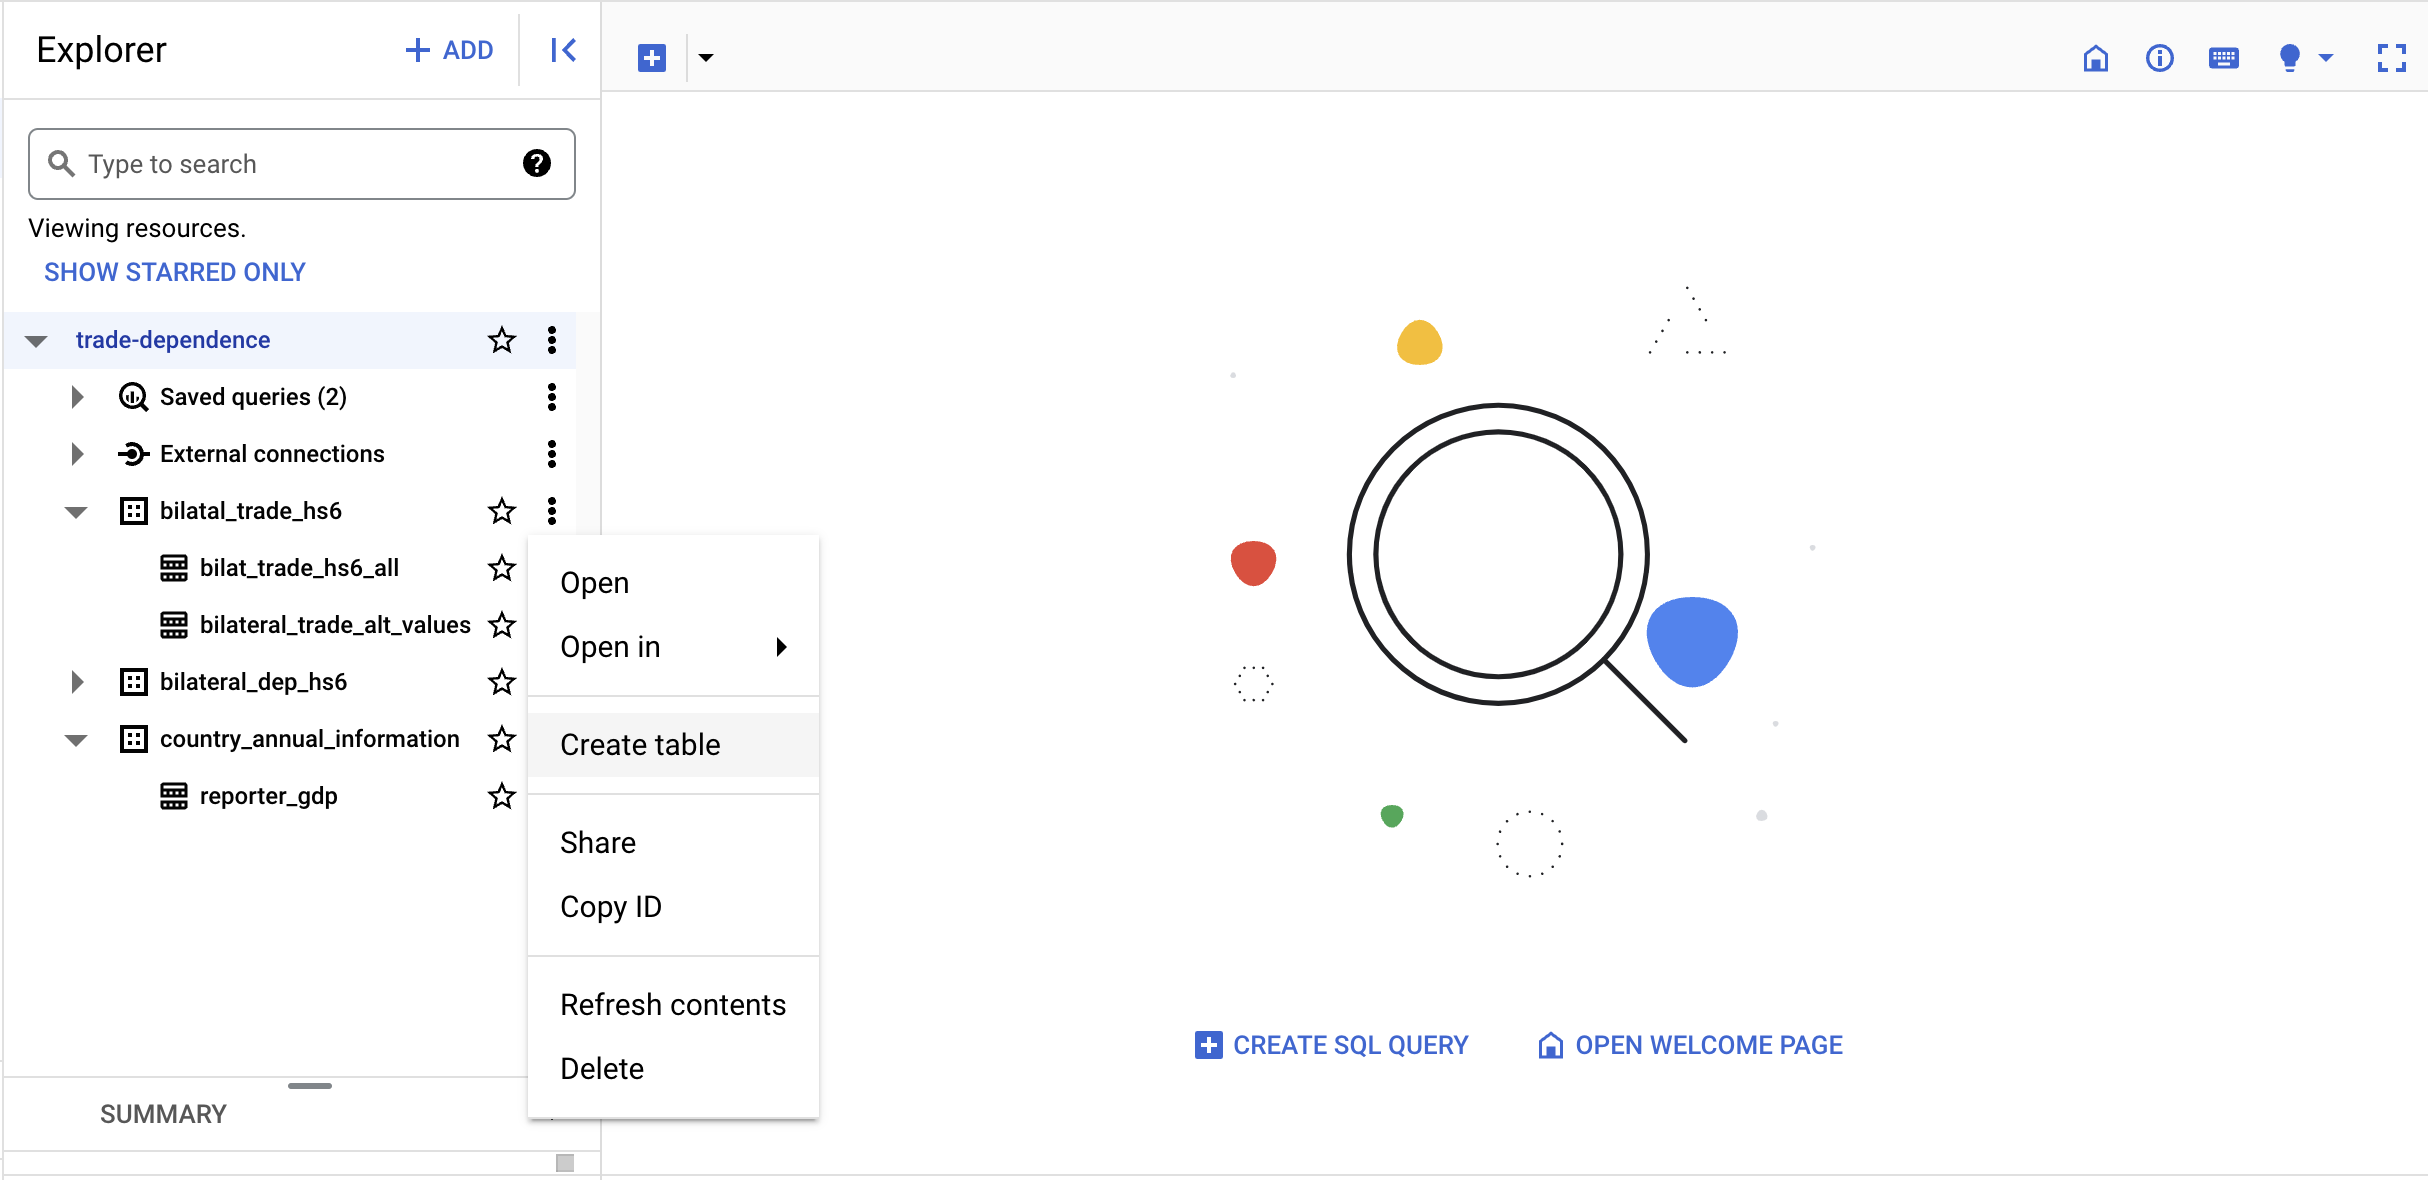 Explorer
ADD
Type to search
Viewing resources.
SHOW STARRED ONLY
trade-dependence
Saved queries (2)
External connections
bilatal_trade_hs6
bilat_trade_hs6_all
bilateral_trade_alt_values
bilateral_dep_hs6
country_annual_information
reporter_gdp
SUMMARY
Open
Open in
Create table
Share
Copy ID
Refresh contents
Delete
CREATE SQL QUERY
OPEN WELCOME PAGE